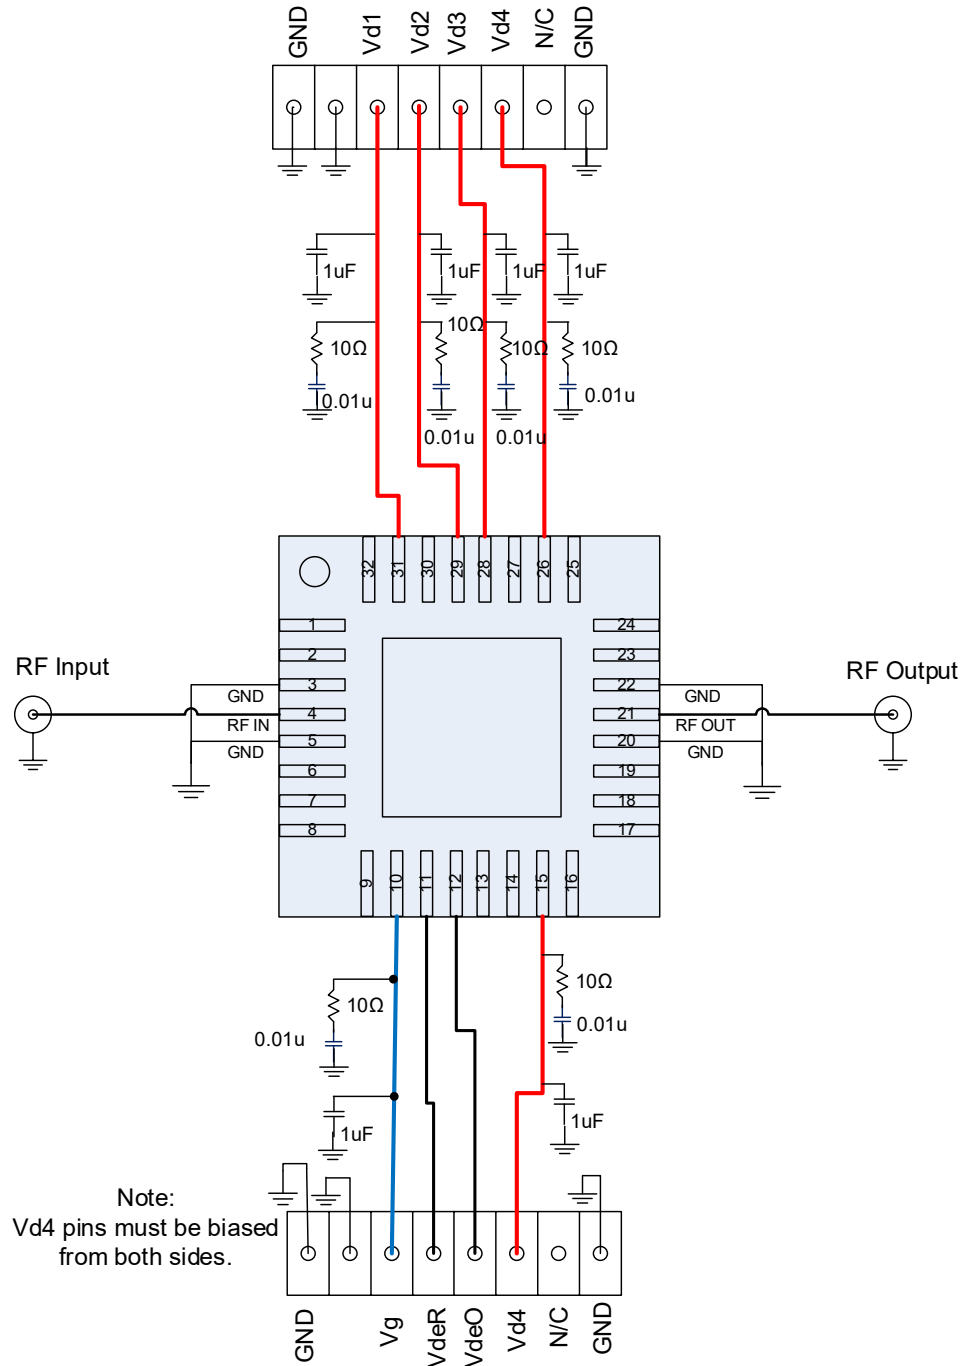 GND Vd1 Vd2 Vd3 Vd4 N/C GND
1uF 1uF 1uF 1uF
10Ω 10Ω 10Ω 10Ω
0.01u 0.01u 0.01u 0.01u
32 31 30 29 28 27 26 25
1 24
2 23
RF Input 3 22 RF Output
GND GND
4 21
RF IN RF OUT
5 20
GND GND
6 19
7 18
8 17
9 10 11 12 13 14 15 16
10Ω 10Ω
0.01u 0.01u
1uF 1uF
Note:
Vd4 pins must be biased
from both sides.
GND Vg VdeR VdeO Vd4 N/C GND